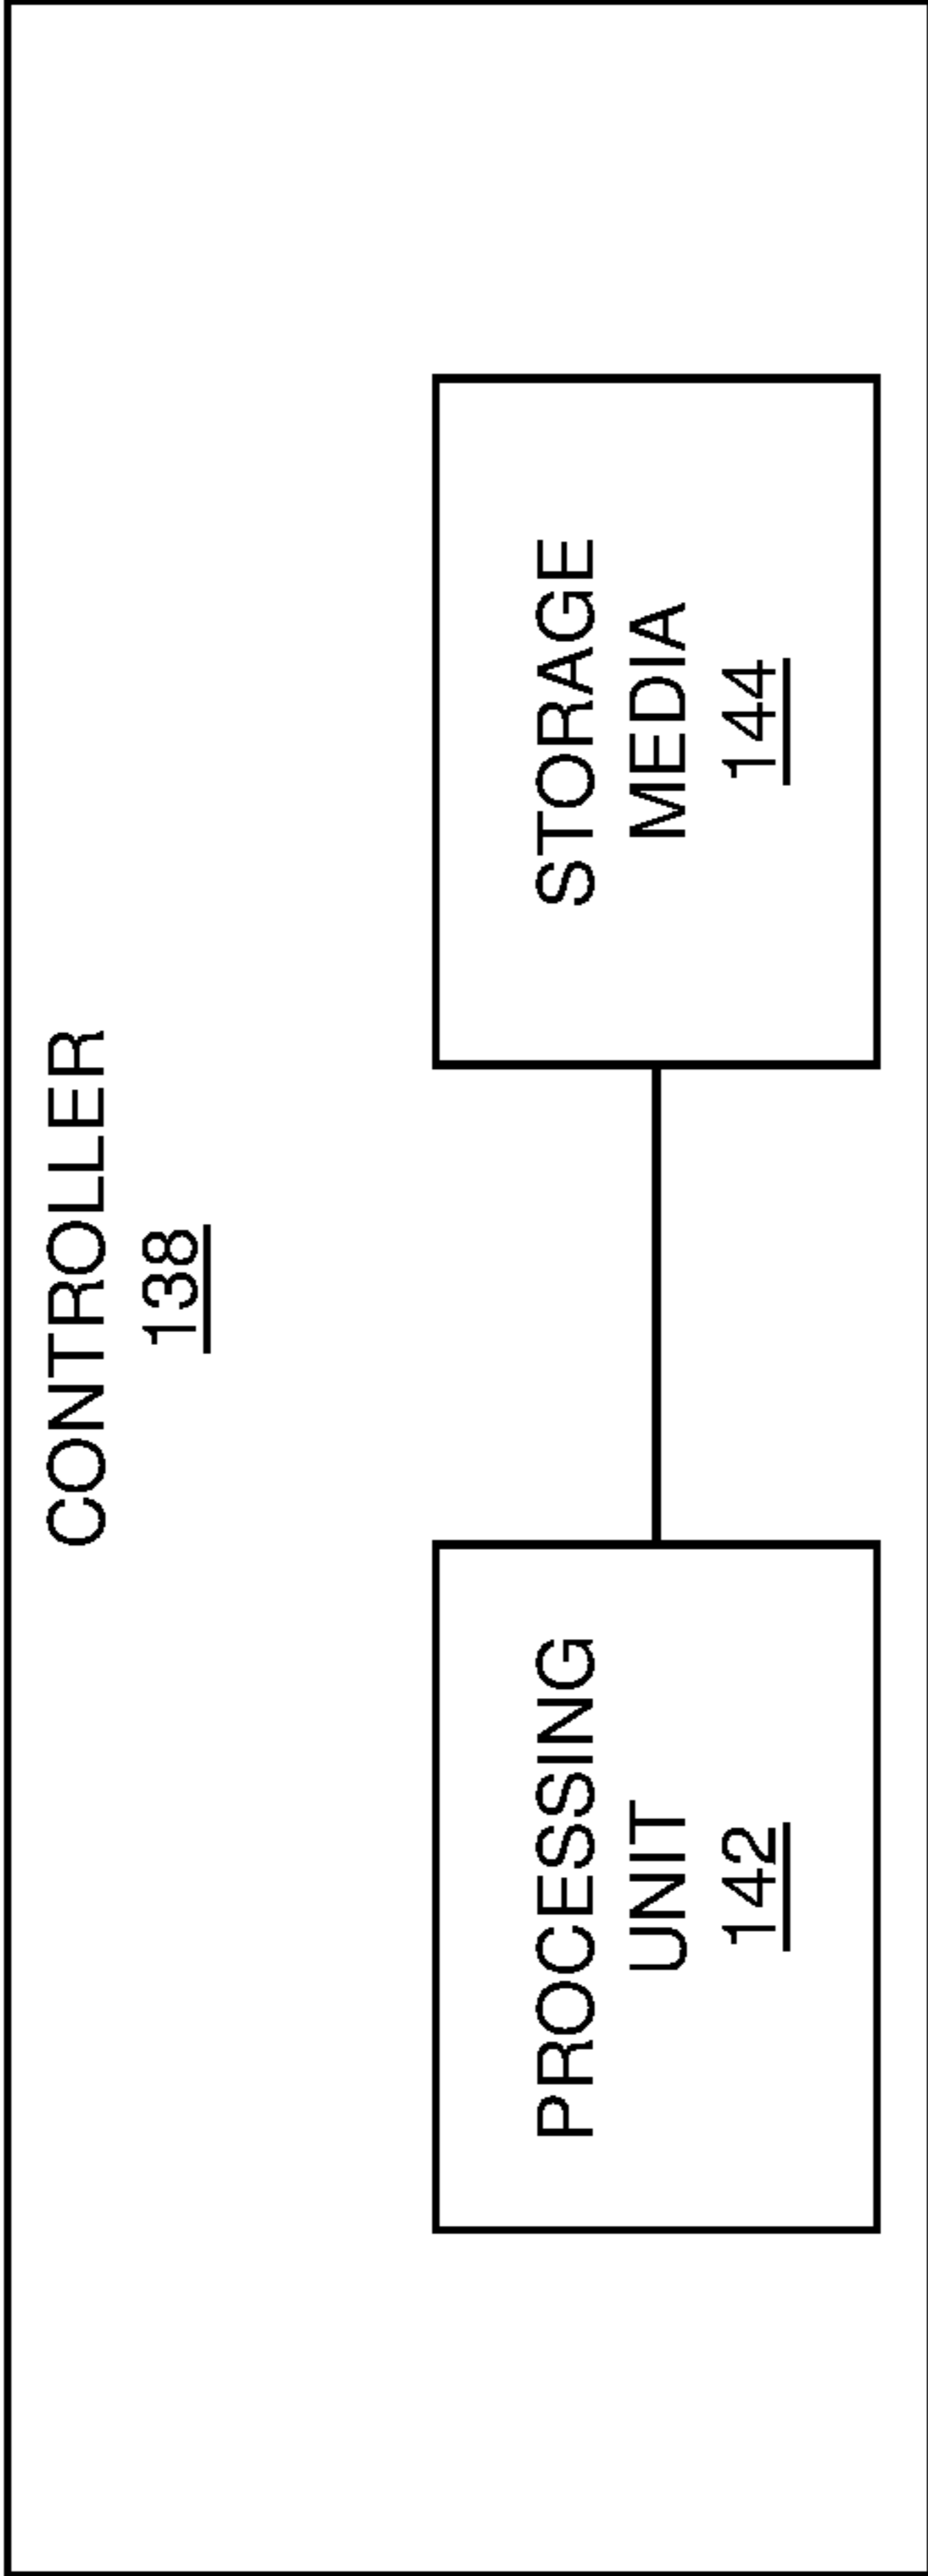 CONTROLLER
138
PROCESSING
UNIT
142
STORAGE
MEDIA
144